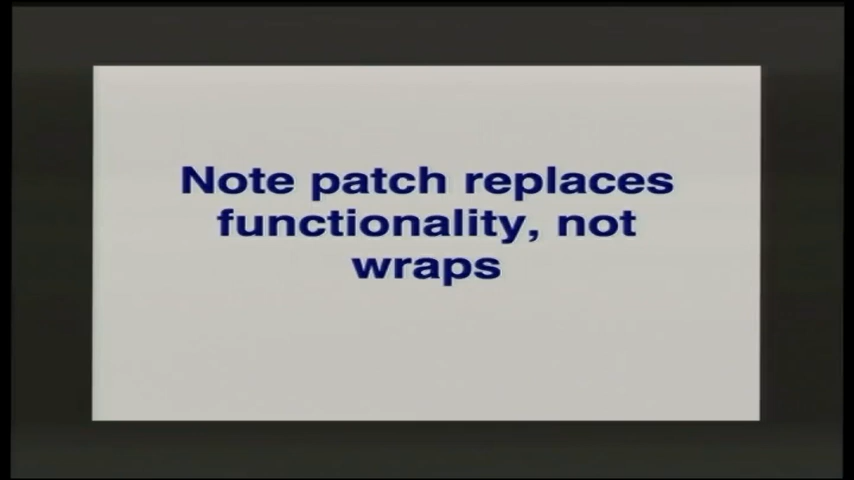 Note patch replaces
functionality, not
wraps